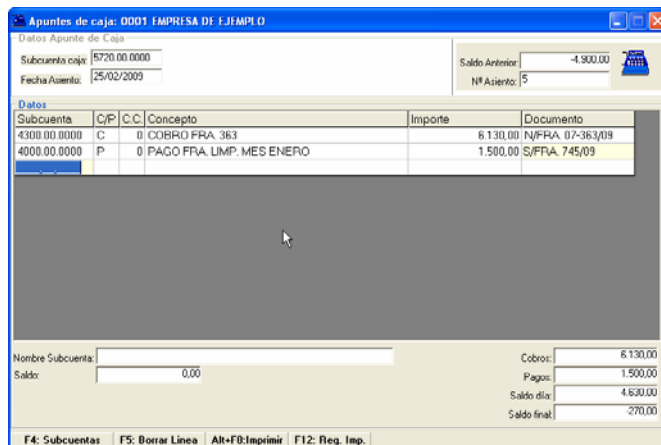 Apuntes de caja: 0001 EMPRESA DE EJEMPLO
Datos Apunte de Caja
Subcuenta caja: 5720.00.0000
Fecha Asiento: 25/02/2009
Saldo Anterior: -4.900,00
Nº Asiento: 5
Datos
Subcuenta C/P C.C. Concepto Importe Documento
4300.00.0000 C 0 COBRO FRA. 363 6.130,00 N/FRA. 07-363/09
4000.00.0000 P 0 PAGO FRA. LIMP. MES ENERO 1.500,00 S/FRA. 745/09
Nombre Subcuenta:
Saldo: 0,00
Cobros: 6.130,00
Pagos: 1.500,00
Saldo día: 4.630,00
Saldo final: -270,00
F4: Subcuentas F5: Borrar Linea Alt+F8:Imprimir F12: Reg. Imp.